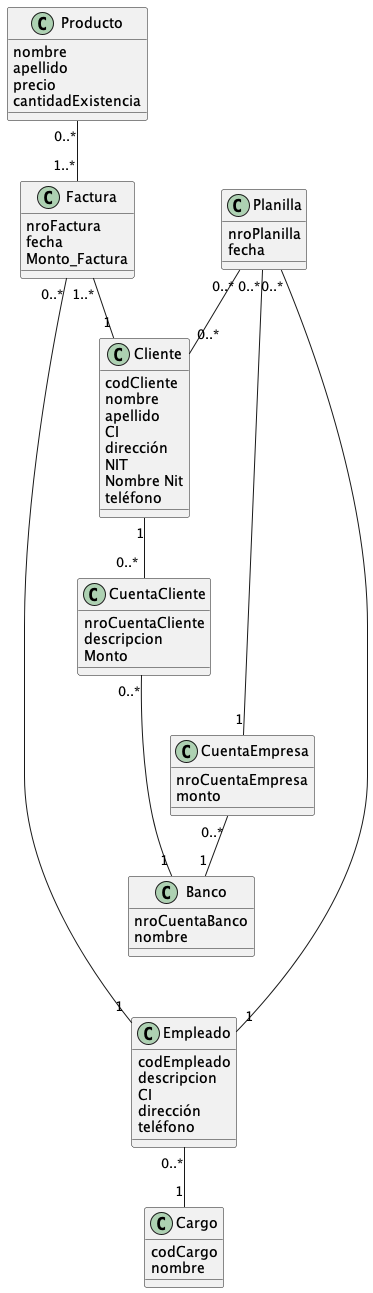 C Producto
nombre
apellido
precio
cantidadExistencia
0..*
1..*
C Factura
nroFactura
fecha
Monto_Factura
C Planilla
nroPlanilla
fecha
0..* 1..*
0..* 0..* 0..*
1
0..*
C Cliente
codCliente
nombre
apellido
CI
dirección
NIT
Nombre Nit
teléfono
1
0..*
C CuentaCliente
nroCuentaCliente
descripcion
Monto
0..*
1
C CuentaEmpresa
nroCuentaEmpresa
monto
0..*
1 1
C Banco
nroCuentaBanco
nombre
1 1
C Empleado
codEmpleado
descripcion
CI
dirección
teléfono
0..*
1
C Cargo
codCargo
nombre